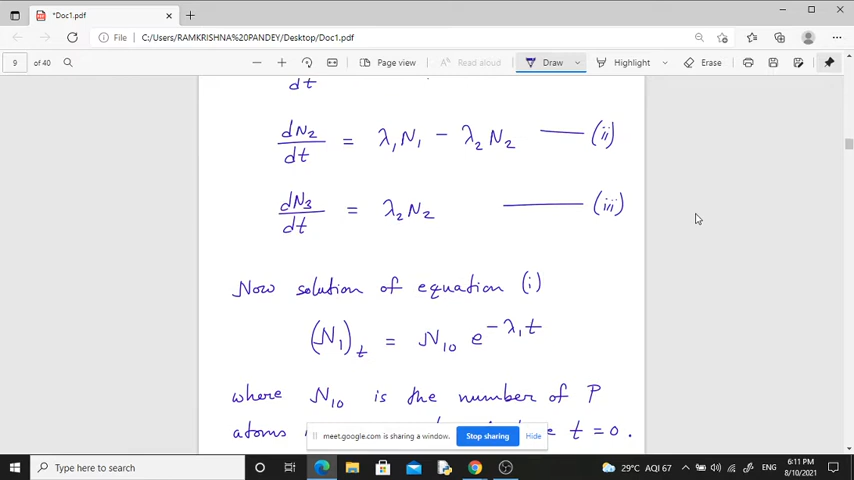 *Doc1.pdf
File C:/Users/RAMKRISHNA%20PANDEY/Desktop/Doc1.pdf
9 of 40 Page view Read aloud Draw Highlight Erase
dt
dN₂/dt = λ₁N₁ - λ₂N₂ —— (ii)
dN₃/dt = λ₂N₂ —— (iii)
Now solution of equation (i)
(N₁)ₜ = N₁₀ e^{-λ₁t}
where N₁₀ is the number of P
atoms t = 0.
meet.google.com is sharing a window. Stop sharing Hide
Type here to search 29°C AQI 67 ENG 6:11 PM
8/10/2021